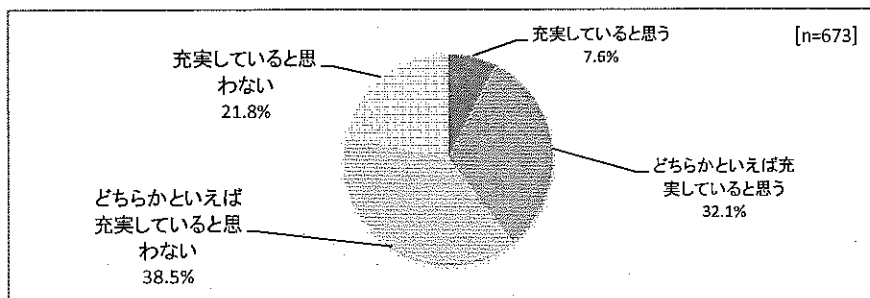 [n=673]
充実していると思う
7.6%
どちらかといえば充
実していると思う
32.1%
どちらかといえば
充実していると思
わない
38.5%
充実していると思
わない
21.8%